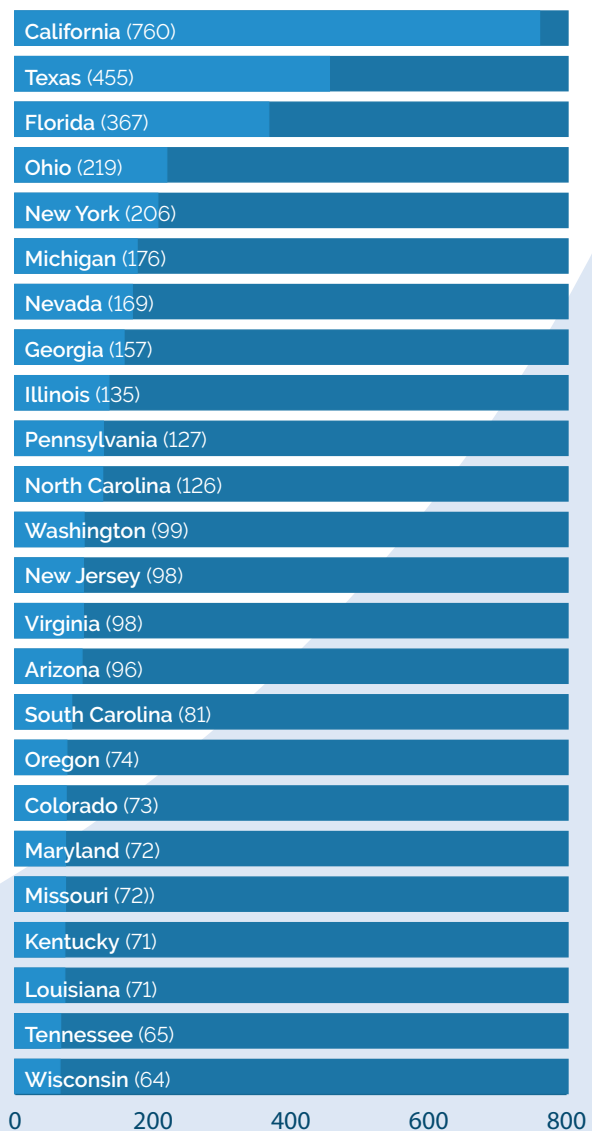 California (760)
Texas (455)
Florida (367)
Ohio (219)
New York (206)
Michigan (176)
Nevada (169)
Georgia (157)
Illinois (135)
Pennsylvania (127)
North Carolina (126)
Washington (99)
New Jersey (98)
Virginia (98)
Arizona (96)
South Carolina (81)
Oregon (74)
Colorado (73)
Maryland (72)
Missouri (72))
Kentucky (71)
Louisiana (71)
Tennessee (65)
Wisconsin (64)
0 200 400 600 800